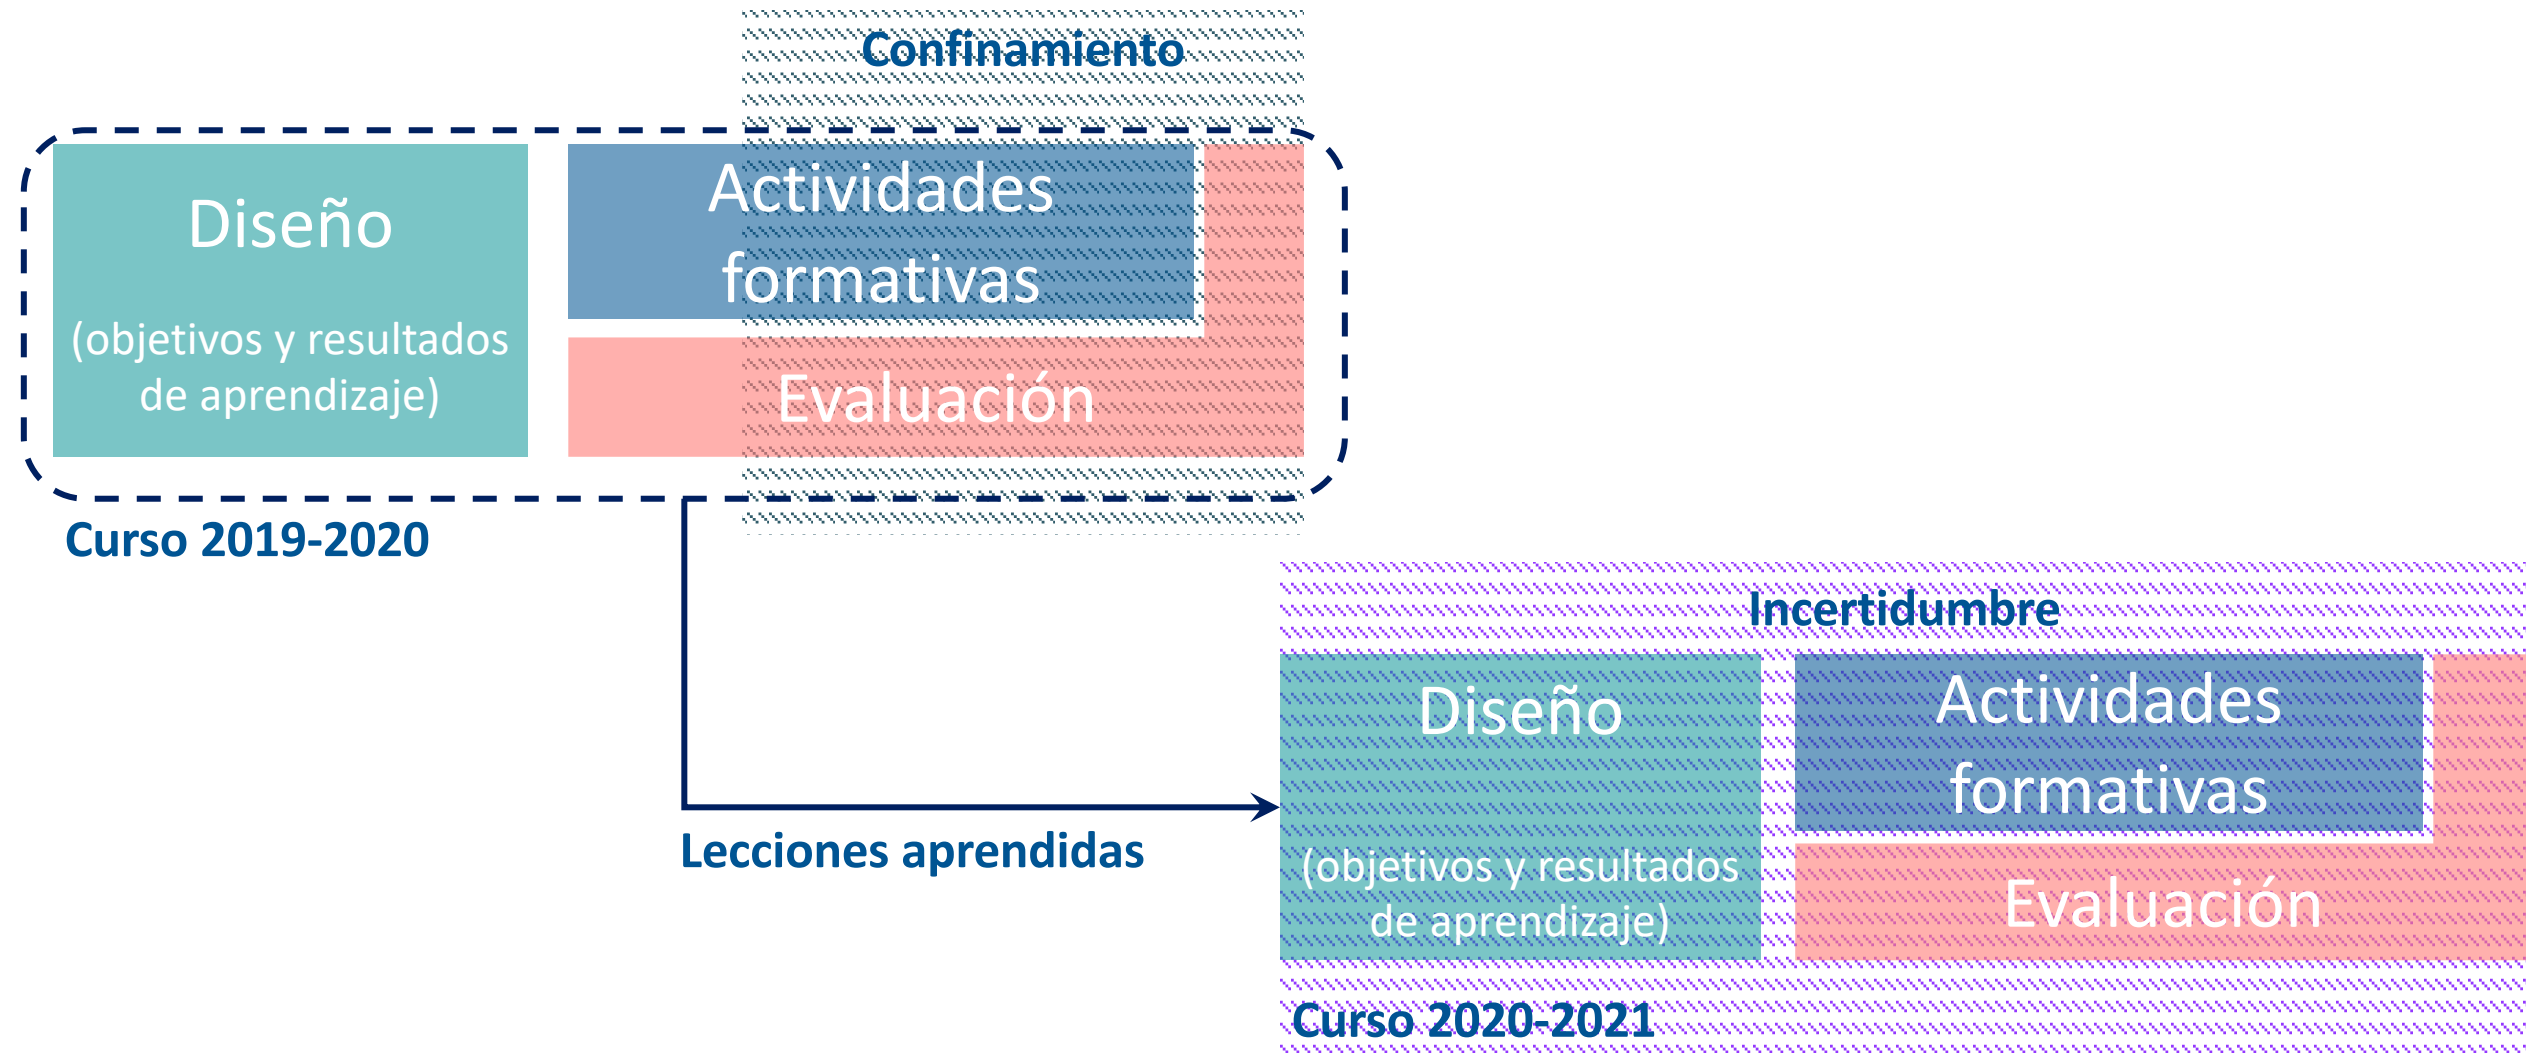 Confinamiento
Diseño
(objetivos y resultados
de aprendizaje)
Actividades
formativas
Evaluación
Curso 2019-2020
Lecciones aprendidas
Incertidumbre
Diseño
(objetivos y resultados
de aprendizaje)
Actividades
formativas
Evaluación
Curso 2020-2021